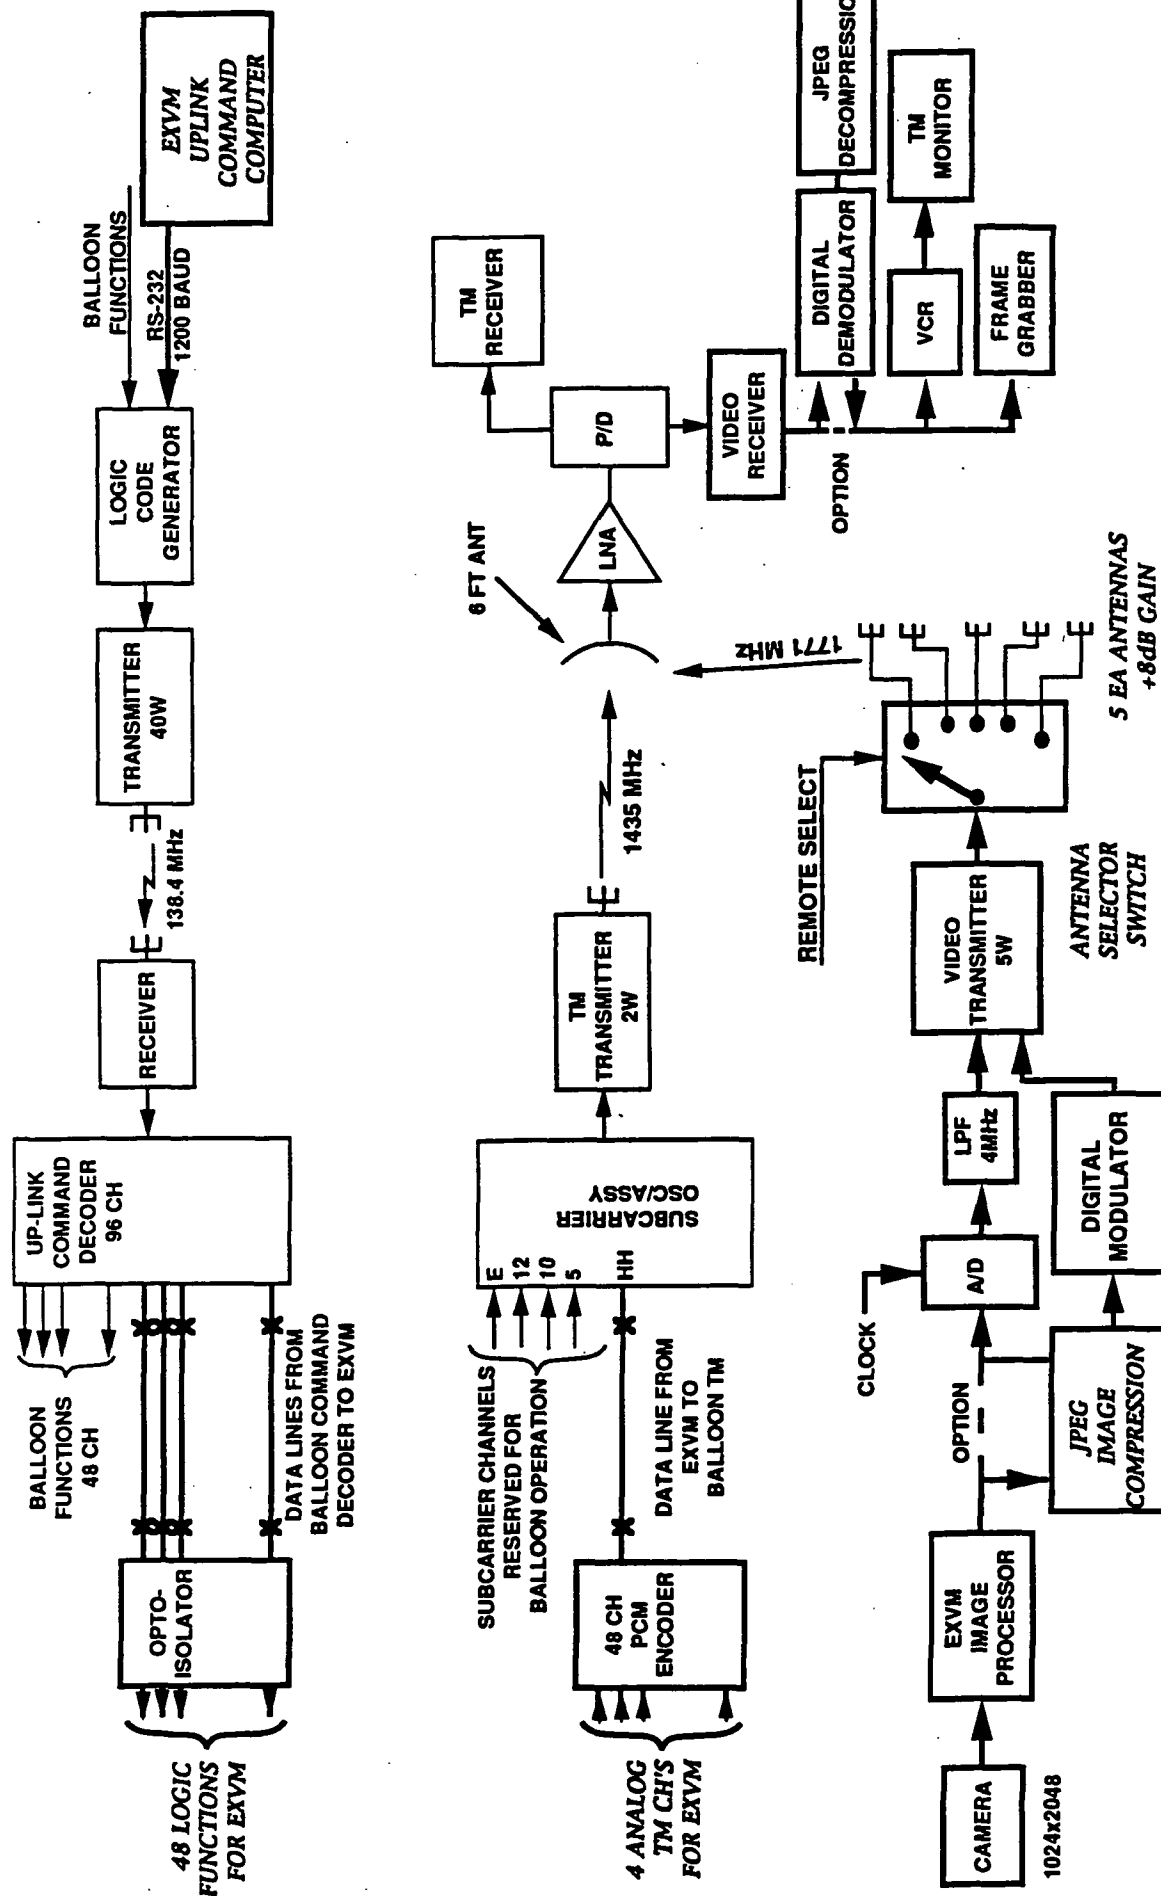 EXVM
UPLINK
COMMAND
COMPUTER
BALLOON
FUNCTIONS
RS-232
1200 BAUD
LOGIC
CODE
GENERATOR
TRANSMITTER
40W
138.4 MHz
RECEIVER
UP-LINK
COMMAND
DECODER
96 CH
BALLOON
FUNCTIONS
48 CH
DATA LINES FROM
BALLOON COMMAND
DECODER TO EXVM
OPTO-
ISOLATOR
48 LOGIC
FUNCTIONS
FOR EXVM
4 ANALOG
TM CH'S
FOR EXVM
48 CH
PCM
ENCODER
DATA LINE FROM
EXVM TO
BALLOON TM
SUBCARRIER CHANNELS
RESERVED FOR
BALLOON OPERATION
E
12
10
5
HH
SUBCARRIER
OSC/ASSY
TM
TRANSMITTER
2W
1435 MHz
6 FT ANT
LNA
P/D
TM
RECEIVER
VIDEO
RECEIVER
OPTION
DIGITAL
DEMODULATOR
JPEG
DECOMPRESSIO
VCR
TM
MONITOR
FRAME
GRABBER
CAMERA
1024x2048
EXVM
IMAGE
PROCESSOR
OPTION
JPEG
IMAGE
COMPRESSION
CLOCK
A/D
LPF
4MHz
DIGITAL
MODULATOR
VIDEO
TRANSMITTER
5W
REMOTE SELECT
ANTENNA
SELECTOR
SWITCH
1771 MHz
5 EA ANTENNAS
+8dB GAIN